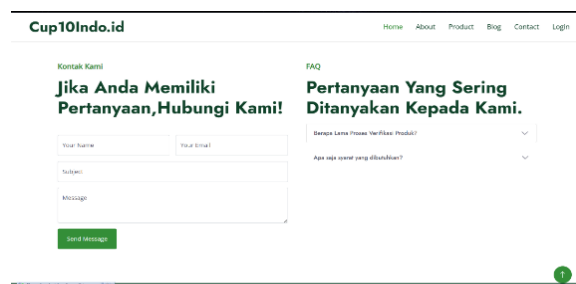 Cup10Indo.id
Home About Product Blog Contact Login
Kontak Kami
Jika Anda Memiliki
Pertanyaan,Hubungi Kami!
Your Name
Your Email
Subject
Message
Send Message
FAQ
Pertanyaan Yang Sering
Ditanyakan Kepada Kami.
Berapa Lama Proses Verifikasi Produk?
Apa saja syarat yang dibutuhkan?